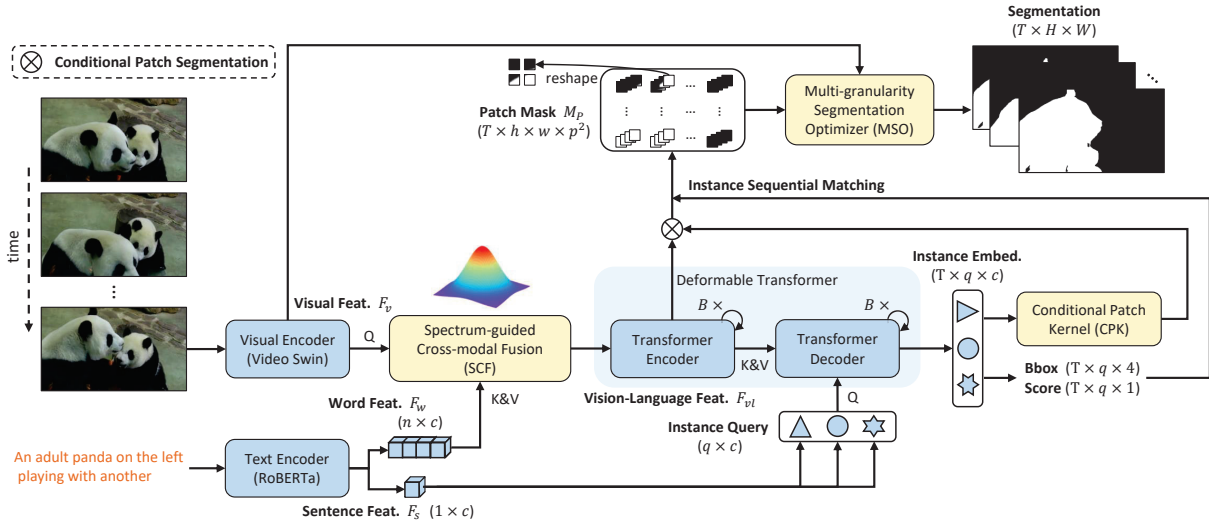 Segmentation
(T × H × W)
⊗ Conditional Patch Segmentation
reshape
Patch Mask M_P
(T × h × w × p²)
Multi-granularity
Segmentation
Optimizer (MSO)
Instance Sequential Matching
time
Deformable Transformer
Instance Embed.
(T × q × c)
Visual Feat. F_v
B ×
B ×
Visual Encoder
(Video Swin)
Q
Spectrum-guided
Cross-modal Fusion
(SCF)
Transformer
Encoder
K&V
Transformer
Decoder
Conditional Patch
Kernel (CPK)
Bbox (T × q × 4)
Score (T × q × 1)
K&V
Vision-Language Feat. F_vl
Q
Word Feat. F_w
(n × c)
Instance Query
(q × c)
An adult panda on the left
playing with another
Text Encoder
(RoBERTa)
Sentence Feat. F_s (1 × c)